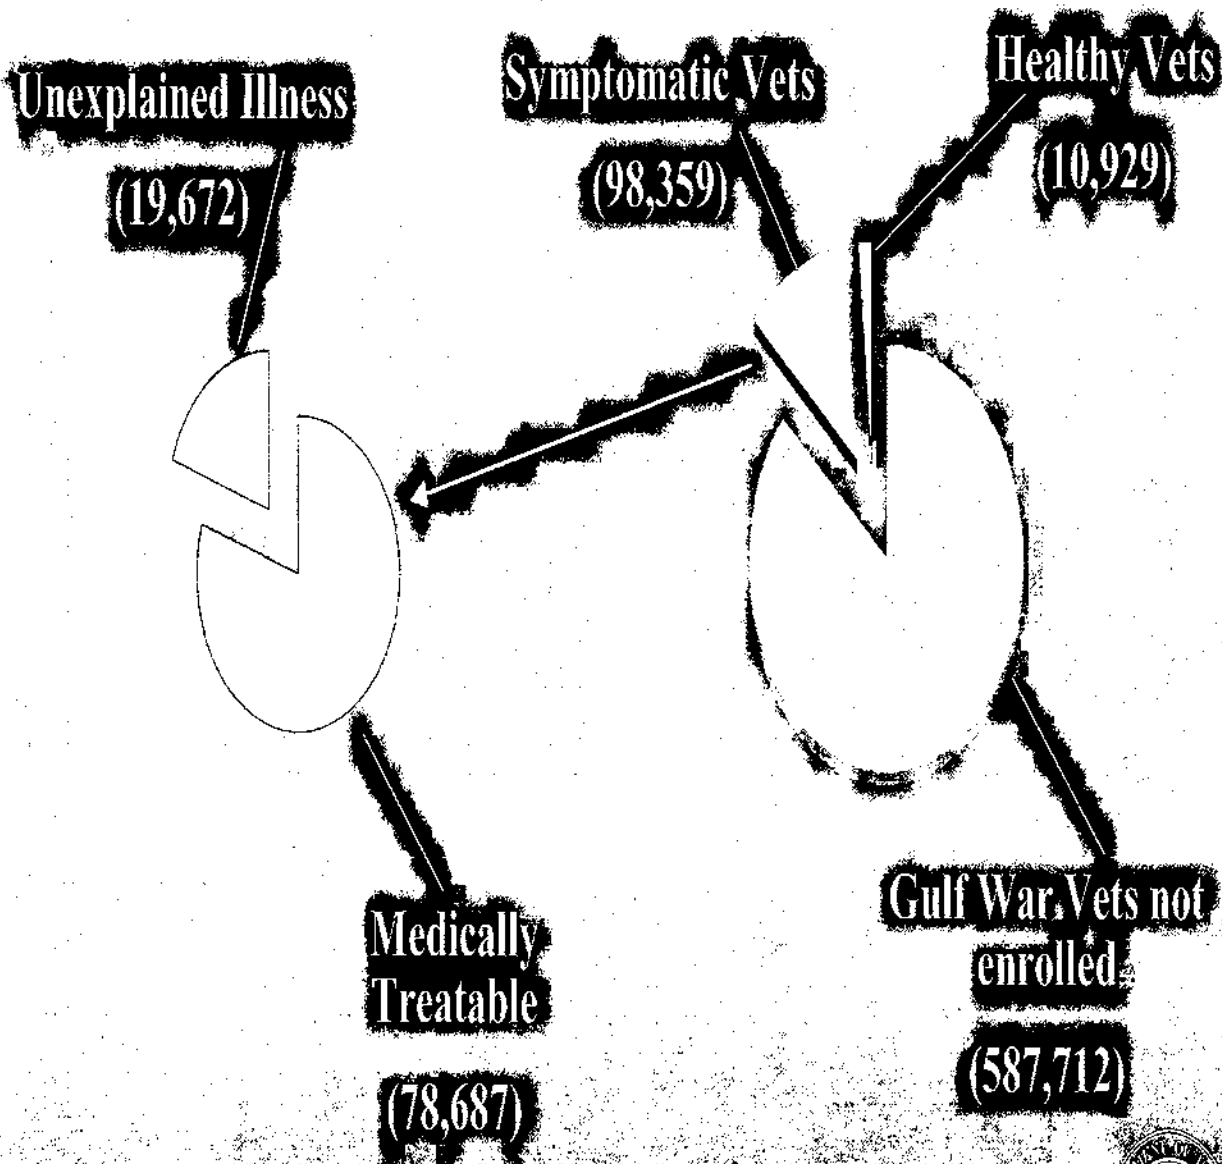 Unexplained Illness
(19,672)
Symptomatic Vets
(98,359)
Healthy Vets
(10,929)
Medically
Treatable
(78,687)
Gulf War Vets not
enrolled
(587,712)